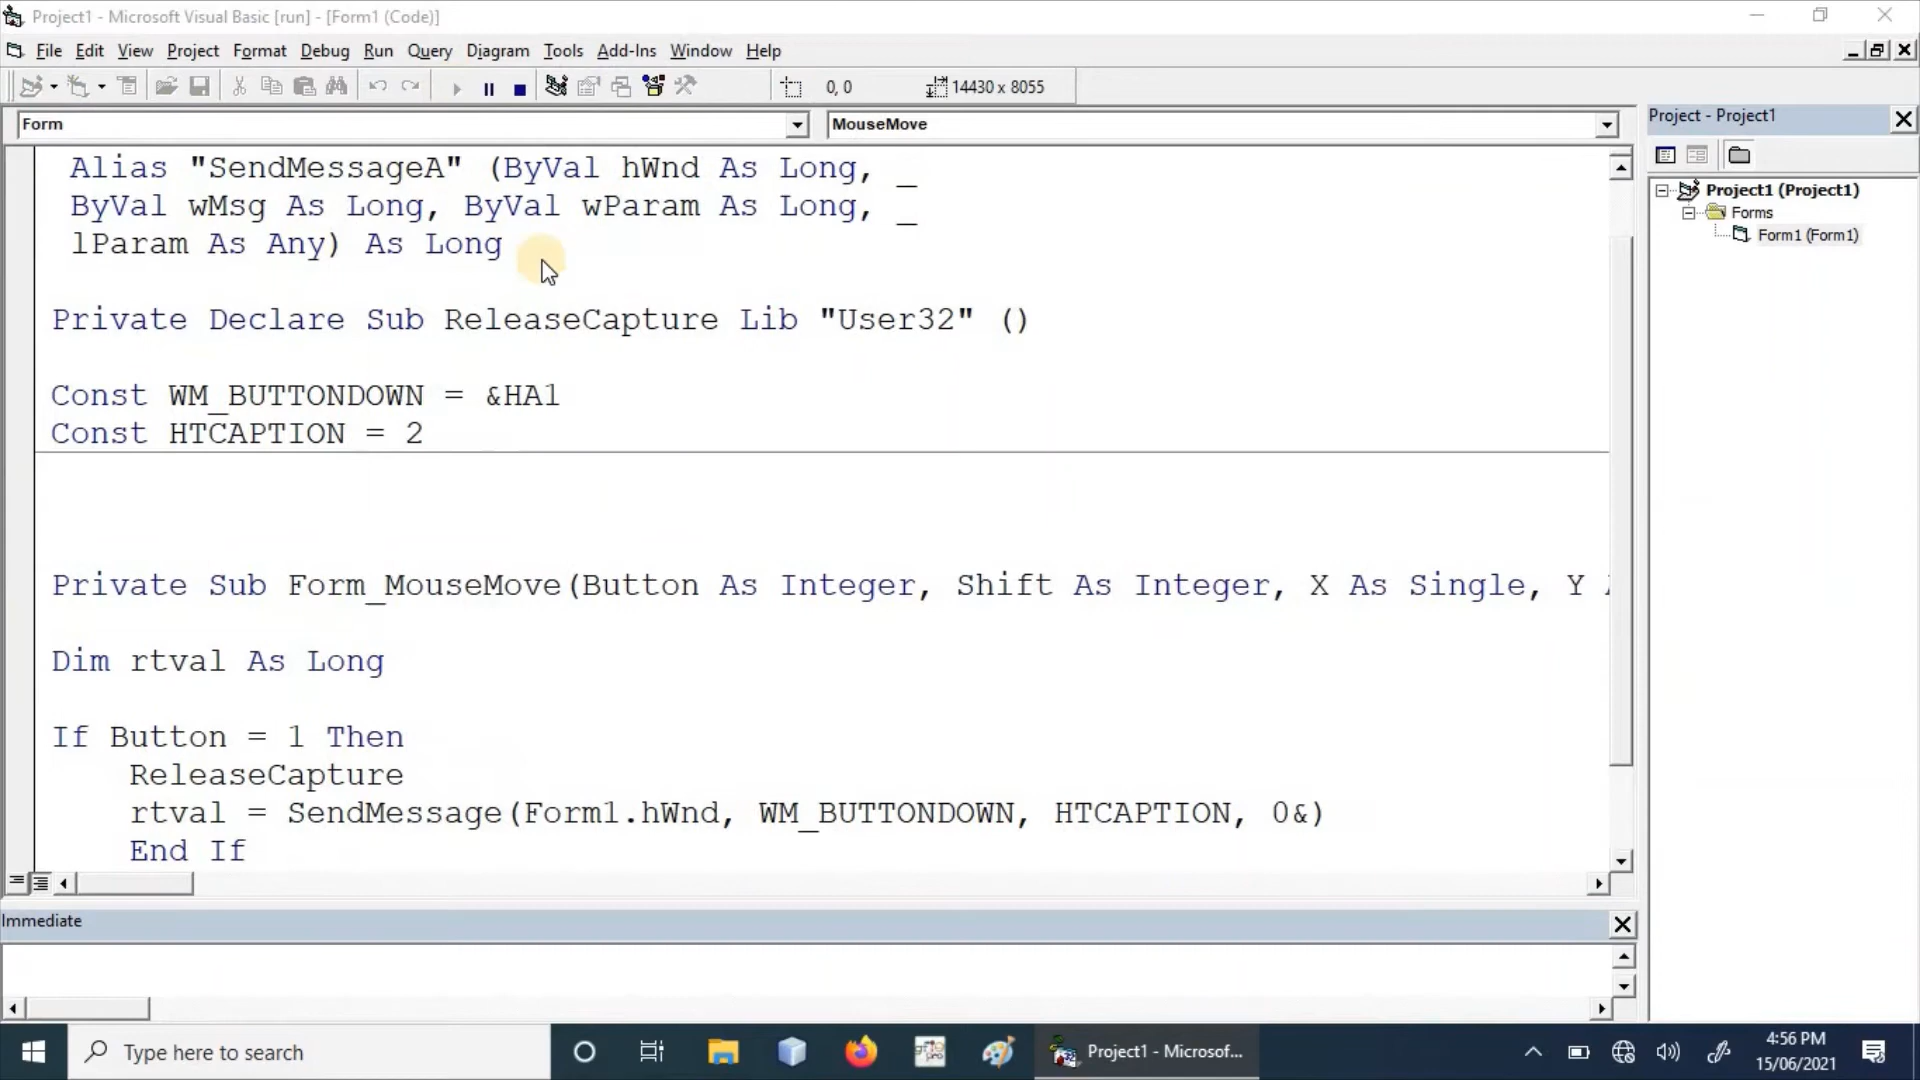 Project1 - Microsoft Visual Basic [run] - [Form1 (Code)]
File Edit View Project Format Debug Run Query Diagram Tools Add-Ins Window Help
0, 0 14430 x 8055
Form MouseMove
Project - Project1
Alias "SendMessageA" (ByVal hWnd As Long, _
ByVal wMsg As Long, ByVal wParam As Long, _
lParam As Any) As Long
Private Declare Sub ReleaseCapture Lib "User32" ()
Const WM_BUTTONDOWN = &HA1
Const HTCAPTION = 2
Private Sub Form_MouseMove(Button As Integer, Shift As Integer, X As Single, Y
Dim rtval As Long
If Button = 1 Then
ReleaseCapture
rtval = SendMessage(Form1.hWnd, WM_BUTTONDOWN, HTCAPTION, 0&)
End If
Project1 (Project1)
Forms
Form1 (Form1)
Immediate
Type here to search
Project1 - Microsof...
4:56 PM
15/06/2021